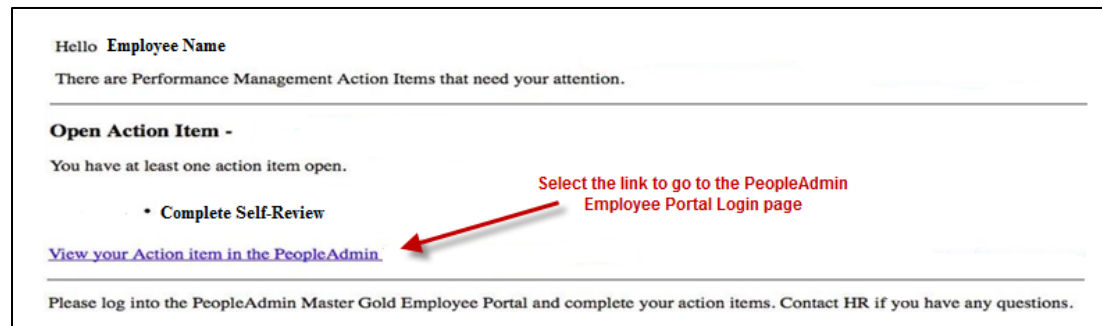 Hello Employee Name
There are Performance Management Action Items that need your attention.
Open Action Item -
You have at least one action item open.
Select the link to go to the PeopleAdmin
Employee Portal Login page
• Complete Self-Review
View your Action item in the PeopleAdmin
Please log into the PeopleAdmin Master Gold Employee Portal and complete your action items. Contact HR if you have any questions.